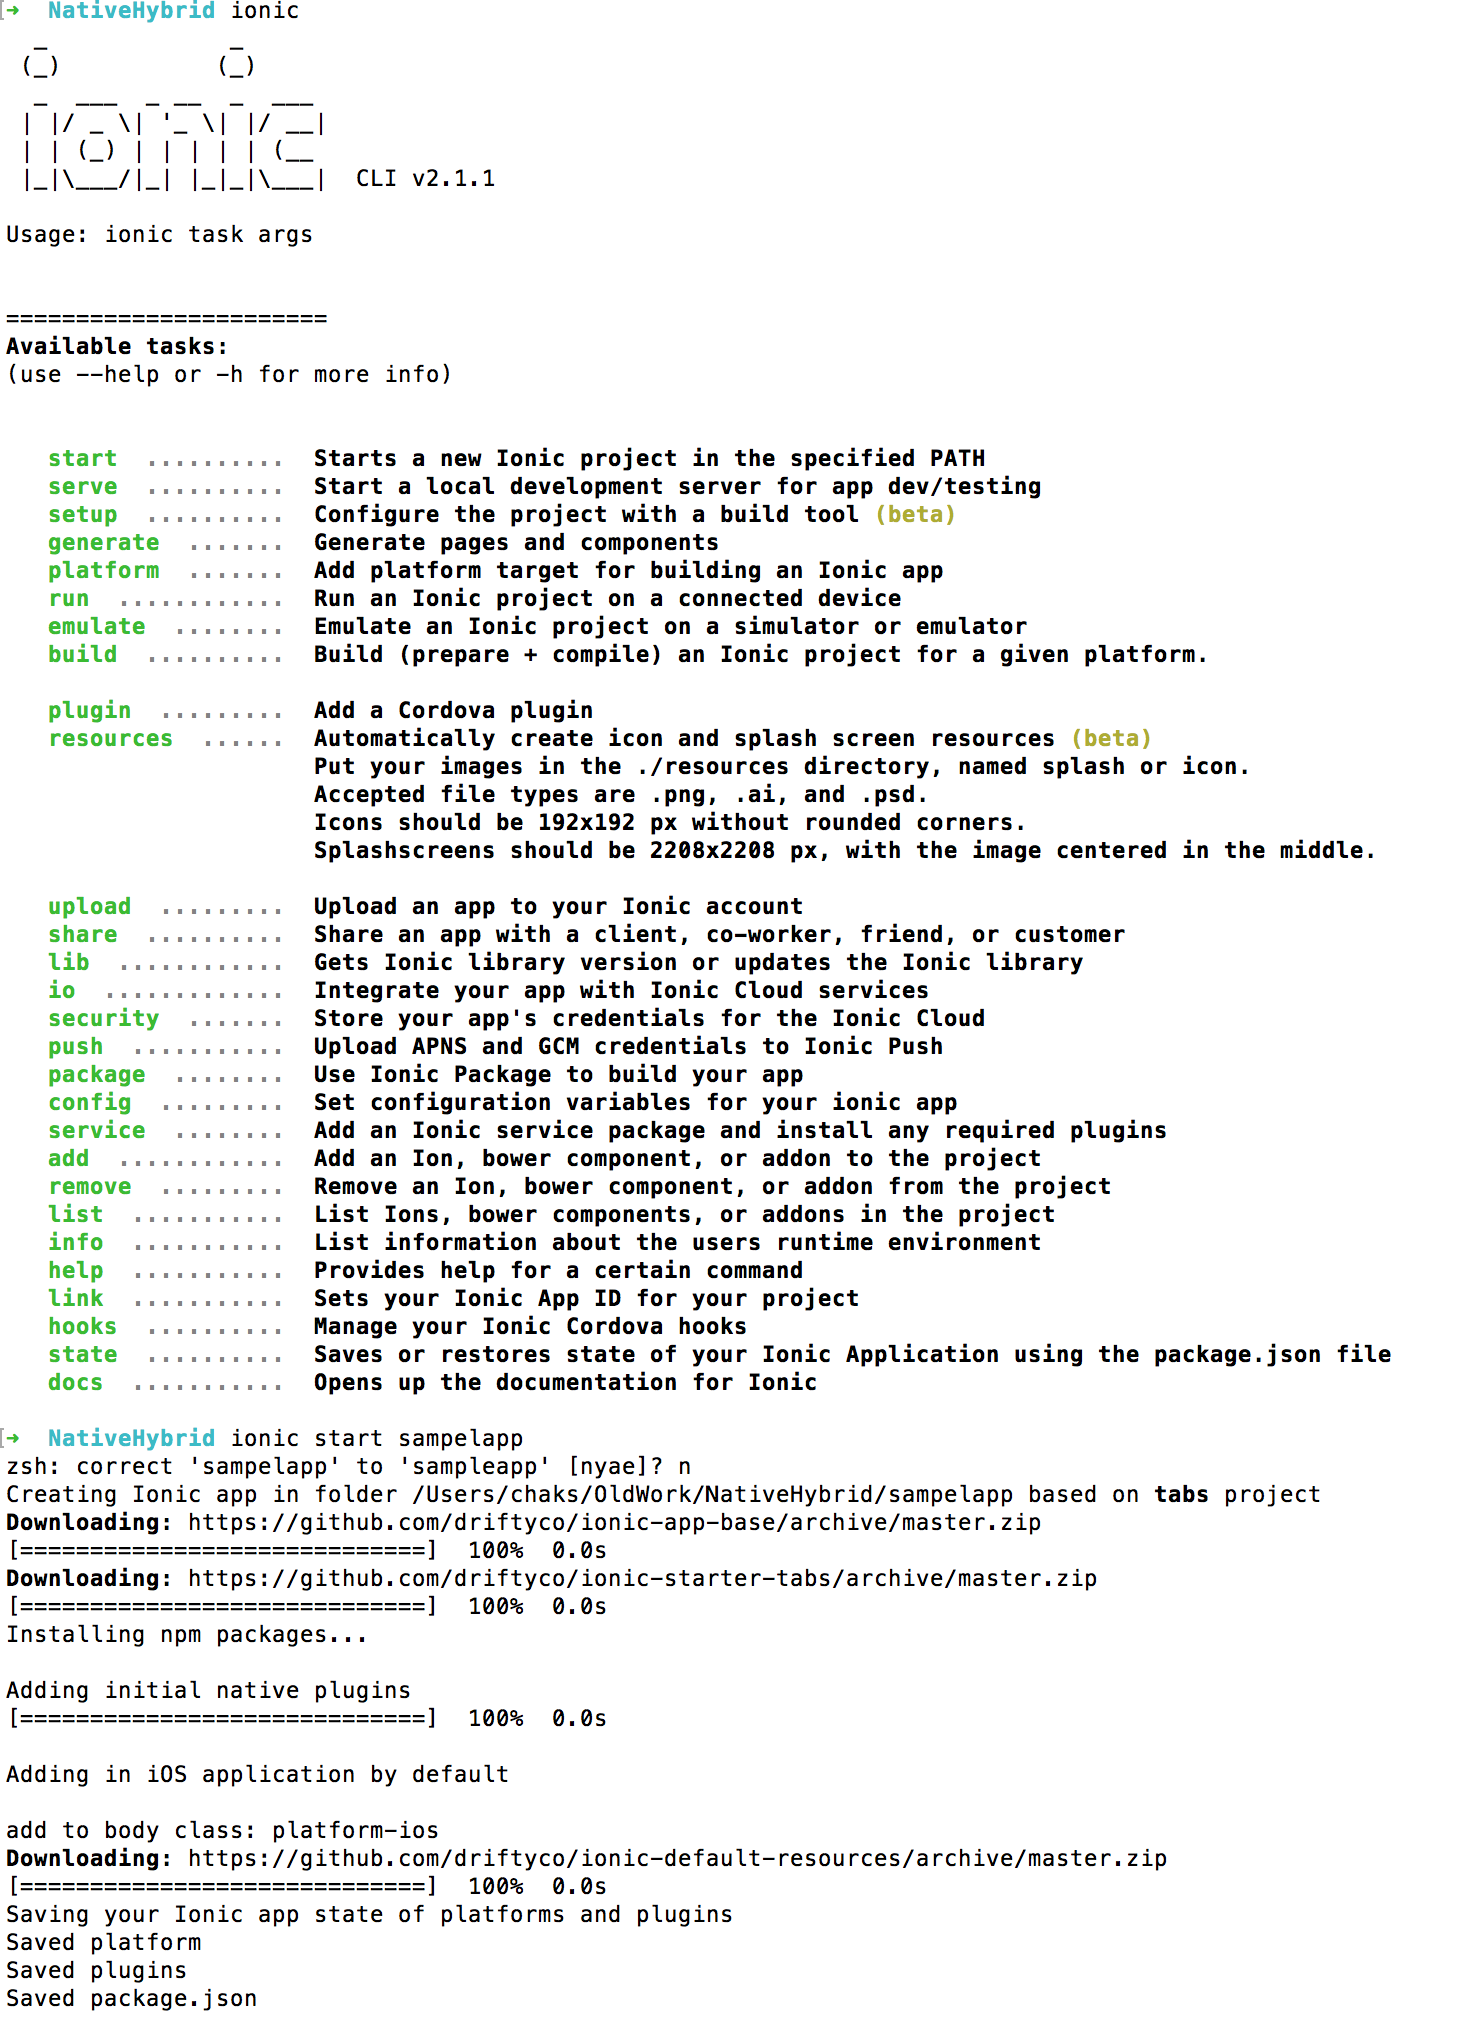 [→  NativeHybrid ionic
  _             _
 (_)           (_)
  _  ___  _ __  _  ___
 | |/ _ \| '_ \| |/ __|
 | | (_) | | | | | (__
 |_|\___/|_| |_|_|\___|  CLI v2.1.1
Usage: ionic task args
=======================
Available tasks:
(use --help or -h for more info)
   start  ..........  Starts a new Ionic project in the specified PATH
   serve  ..........  Start a local development server for app dev/testing
   setup  ..........  Configure the project with a build tool (beta)
   generate  .......  Generate pages and components
   platform  .......  Add platform target for building an Ionic app
   run  ............  Run an Ionic project on a connected device
   emulate  ........  Emulate an Ionic project on a simulator or emulator
   build  ..........  Build (prepare + compile) an Ionic project for a given platform.
   plugin  .........  Add a Cordova plugin
   resources  ......  Automatically create icon and splash screen resources (beta)
                      Put your images in the ./resources directory, named splash or icon.
                      Accepted file types are .png, .ai, and .psd.
                      Icons should be 192x192 px without rounded corners.
                      Splashscreens should be 2208x2208 px, with the image centered in the middle.
   upload  .........  Upload an app to your Ionic account
   share  ..........  Share an app with a client, co-worker, friend, or customer
   lib  ............  Gets Ionic library version or updates the Ionic library
   io  .............  Integrate your app with Ionic Cloud services
   security  .......  Store your app's credentials for the Ionic Cloud
   push  ...........  Upload APNS and GCM credentials to Ionic Push
   package  ........  Use Ionic Package to build your app
   config  .........  Set configuration variables for your ionic app
   service  ........  Add an Ionic service package and install any required plugins
   add  ............  Add an Ion, bower component, or addon to the project
   remove  .........  Remove an Ion, bower component, or addon from the project
   list  ...........  List Ions, bower components, or addons in the project
   info  ...........  List information about the users runtime environment
   help  ...........  Provides help for a certain command
   link  ...........  Sets your Ionic App ID for your project
   hooks  ..........  Manage your Ionic Cordova hooks
   state  ..........  Saves or restores state of your Ionic Application using the package.json file
   docs  ...........  Opens up the documentation for Ionic
[→  NativeHybrid ionic start sampelapp
zsh: correct 'sampelapp' to 'sampleapp' [nyae]? n
Creating Ionic app in folder /Users/chaks/OldWork/NativeHybrid/sampelapp based on tabs project
Downloading: https://github.com/driftyco/ionic-app-base/archive/master.zip
[=============================]  100%  0.0s
Downloading: https://github.com/driftyco/ionic-starter-tabs/archive/master.zip
[=============================]  100%  0.0s
Installing npm packages...
Adding initial native plugins
[=============================]  100%  0.0s
Adding in iOS application by default
add to body class: platform-ios
Downloading: https://github.com/driftyco/ionic-default-resources/archive/master.zip
[=============================]  100%  0.0s
Saving your Ionic app state of platforms and plugins
Saved platform
Saved plugins
Saved package.json